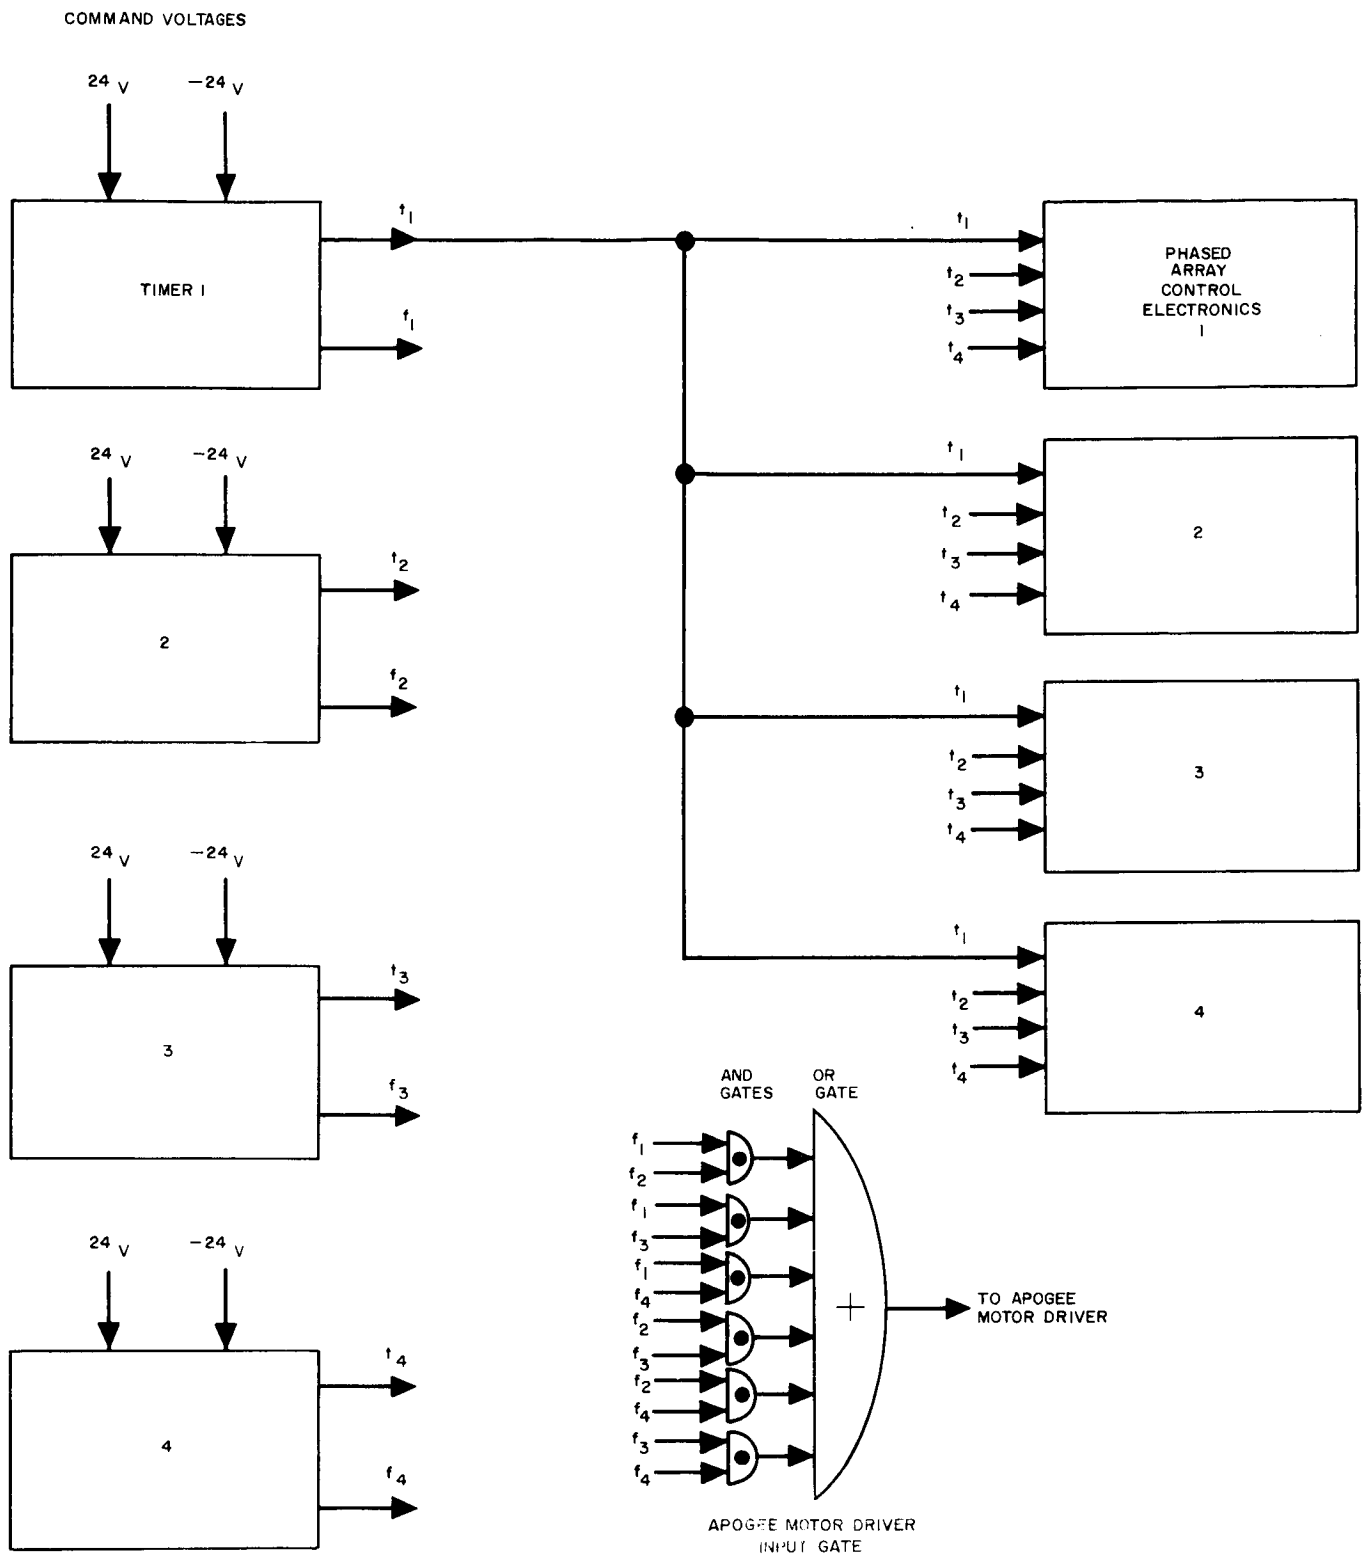 COMMAND VOLTAGES
24 V
−24 V
TIMER 1
t1
f1
t1
t2
t3
t4
PHASED
ARRAY
CONTROL
ELECTRONICS
1
24 V
−24 V
2
t2
f2
t1
t2
t3
t4
2
24 V
−24 V
3
t3
f3
t1
t2
t3
t4
3
24 V
−24 V
4
t4
f4
t1
t2
t3
t4
4
AND
GATES
OR
GATE
f1
f2
f1
f3
f1
f4
f2
f3
f2
f4
f3
f4
+
TO APOGEE
MOTOR DRIVER
APOGEE MOTOR DRIVER
INPUT GATE